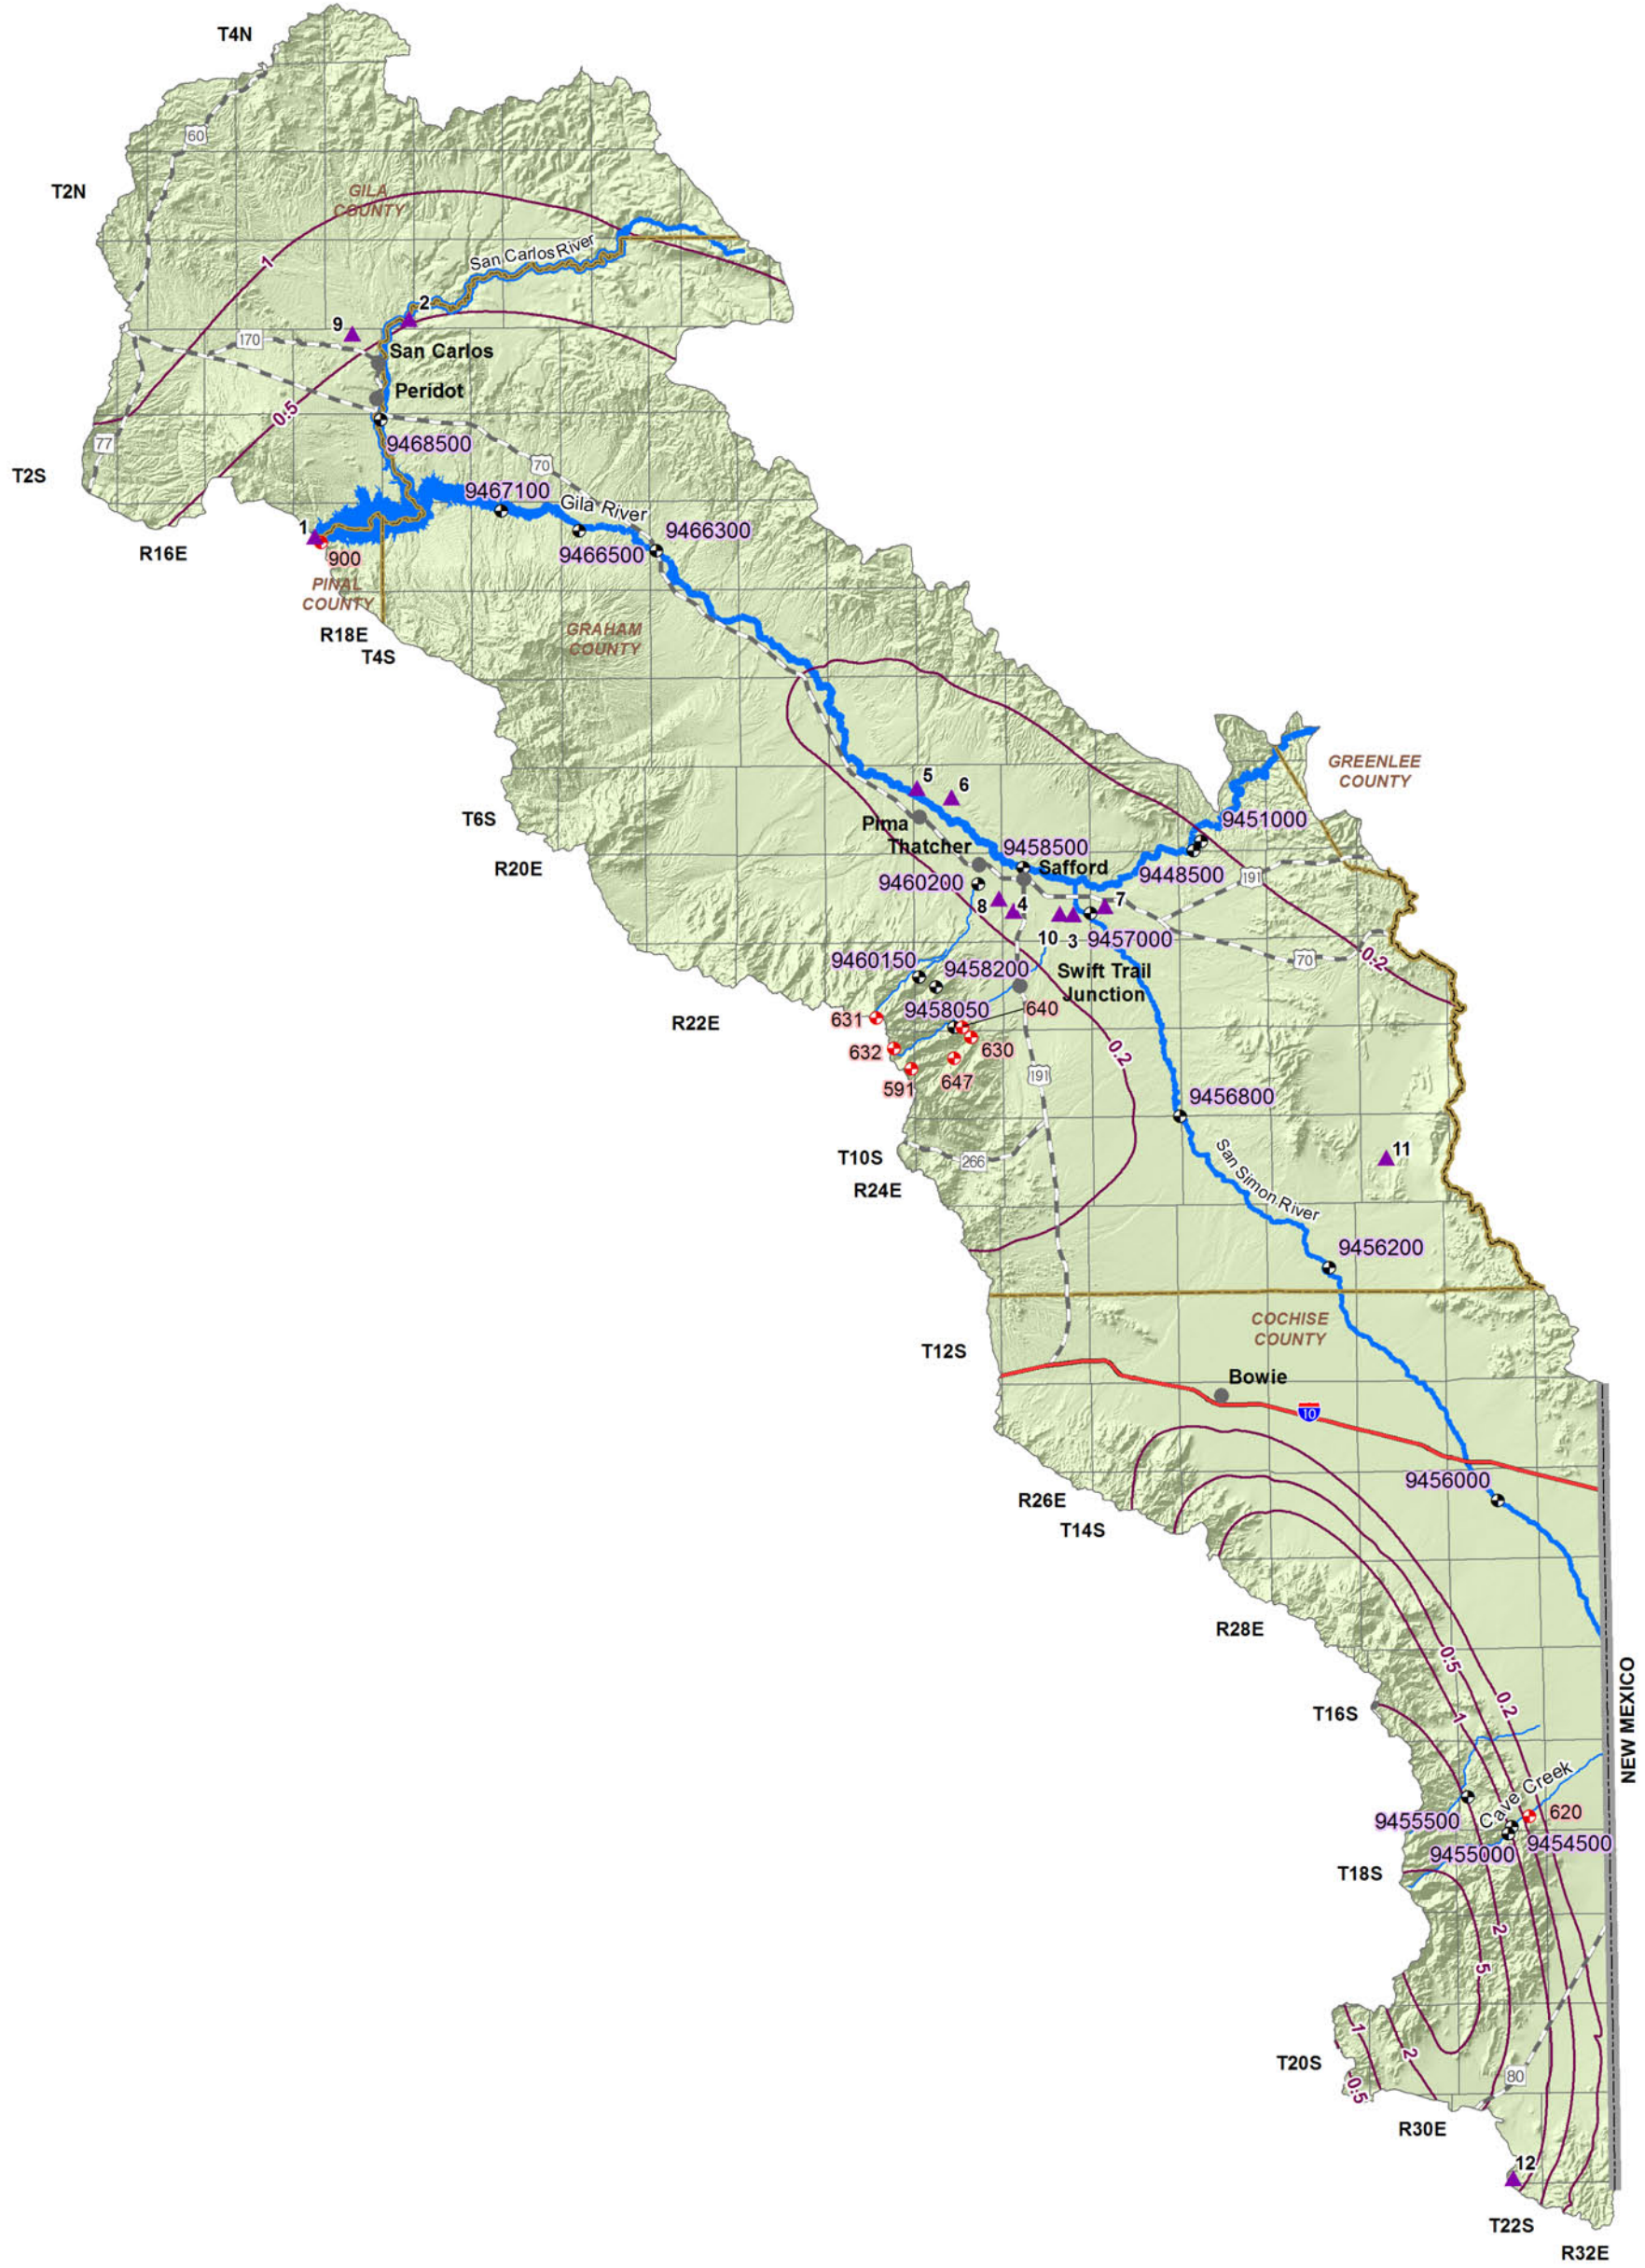 T4N
60
T2N
GILA
COUNTY
San Carlos River
1
2
9
170
San Carlos
Peridot
0.5
77
9468500
T2S
70
9467100
Gila River
9466300
1
9466500
R16E
900
PINAL
COUNTY
GRAHAM
COUNTY
R18E
T4S
GREENLEE
COUNTY
5
6
T6S
Pima
9451000
Thatcher
9458500
Safford
R20E
9460200
9448500
191
8
4
7
10
3
9457000
9460150
9458200
70
0.2
Swift Trail
Junction
9458050
640
R22E
631
632
630
0.2
591
647
191
9456800
T10S
266
11
R24E
San Simon River
9456200
COCHISE
COUNTY
T12S
Bowie
10
9456000
R26E
T14S
R28E
0.5
NEW MEXICO
0.2
T16S
1
Cave Creek
620
9455500
9454500
9455000
T18S
2
5
1
2
T20S
80
0.5
R30E
12
T22S
R32E